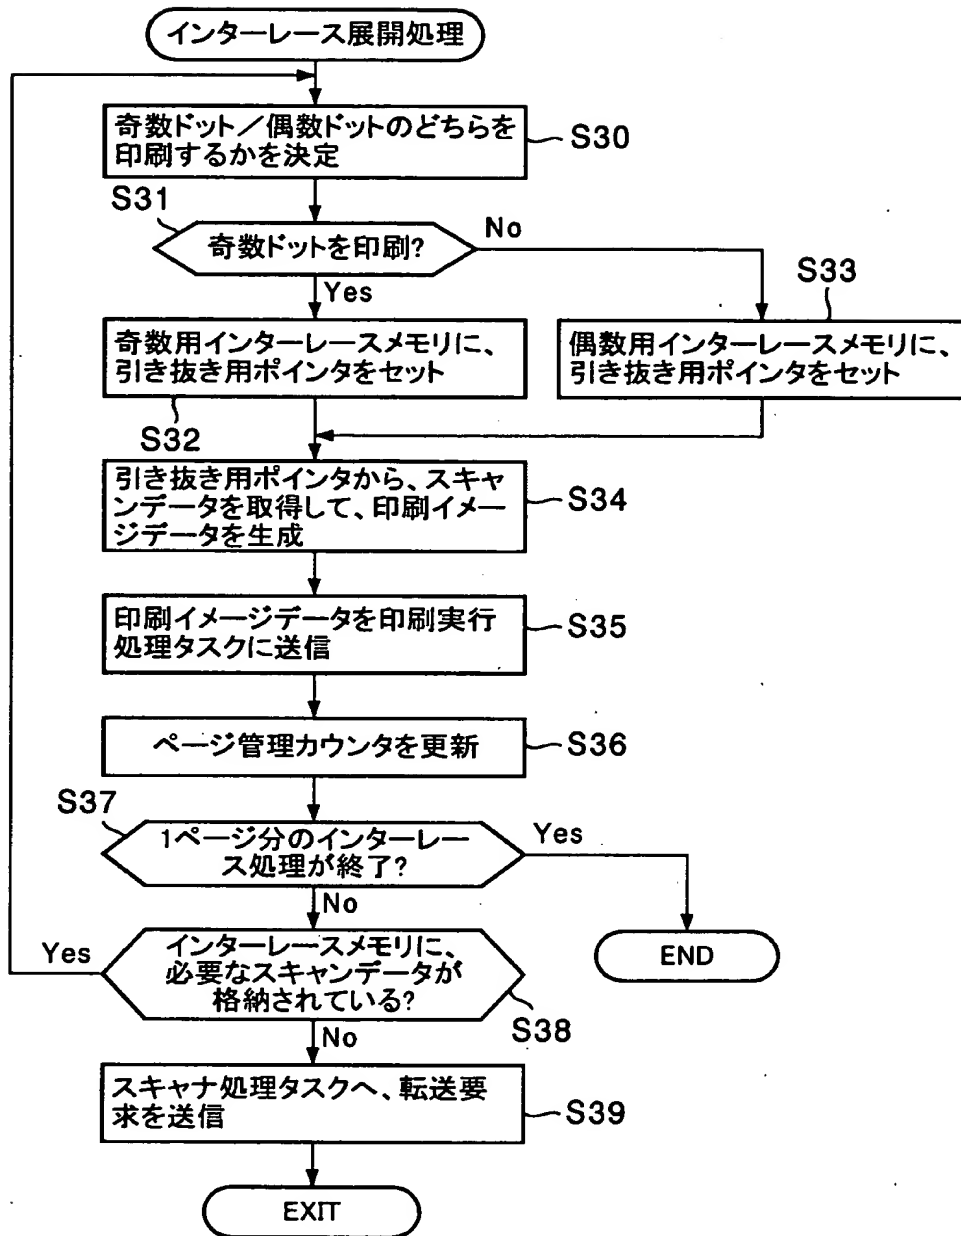 インターレース展開処理
奇数ドット／偶数ドットのどちらを
印刷するかを決定
S30
S31
奇数ドットを印刷?
No
Yes
S33
奇数用インターレースメモリに、
引き抜き用ポインタをセット
偶数用インターレースメモリに、
引き抜き用ポインタをセット
S32
引き抜き用ポインタから、スキャ
ンデータを取得して、印刷イメー
ジデータを生成
S34
印刷イメージデータを印刷実行
処理タスクに送信
S35
ページ管理カウンタを更新
S36
S37
1ページ分のインターレー
ス処理が終了?
Yes
No
END
Yes
インターレースメモリに、
必要なスキャンデータが
格納されている?
S38
No
スキャナ処理タスクへ、転送要
求を送信
S39
EXIT